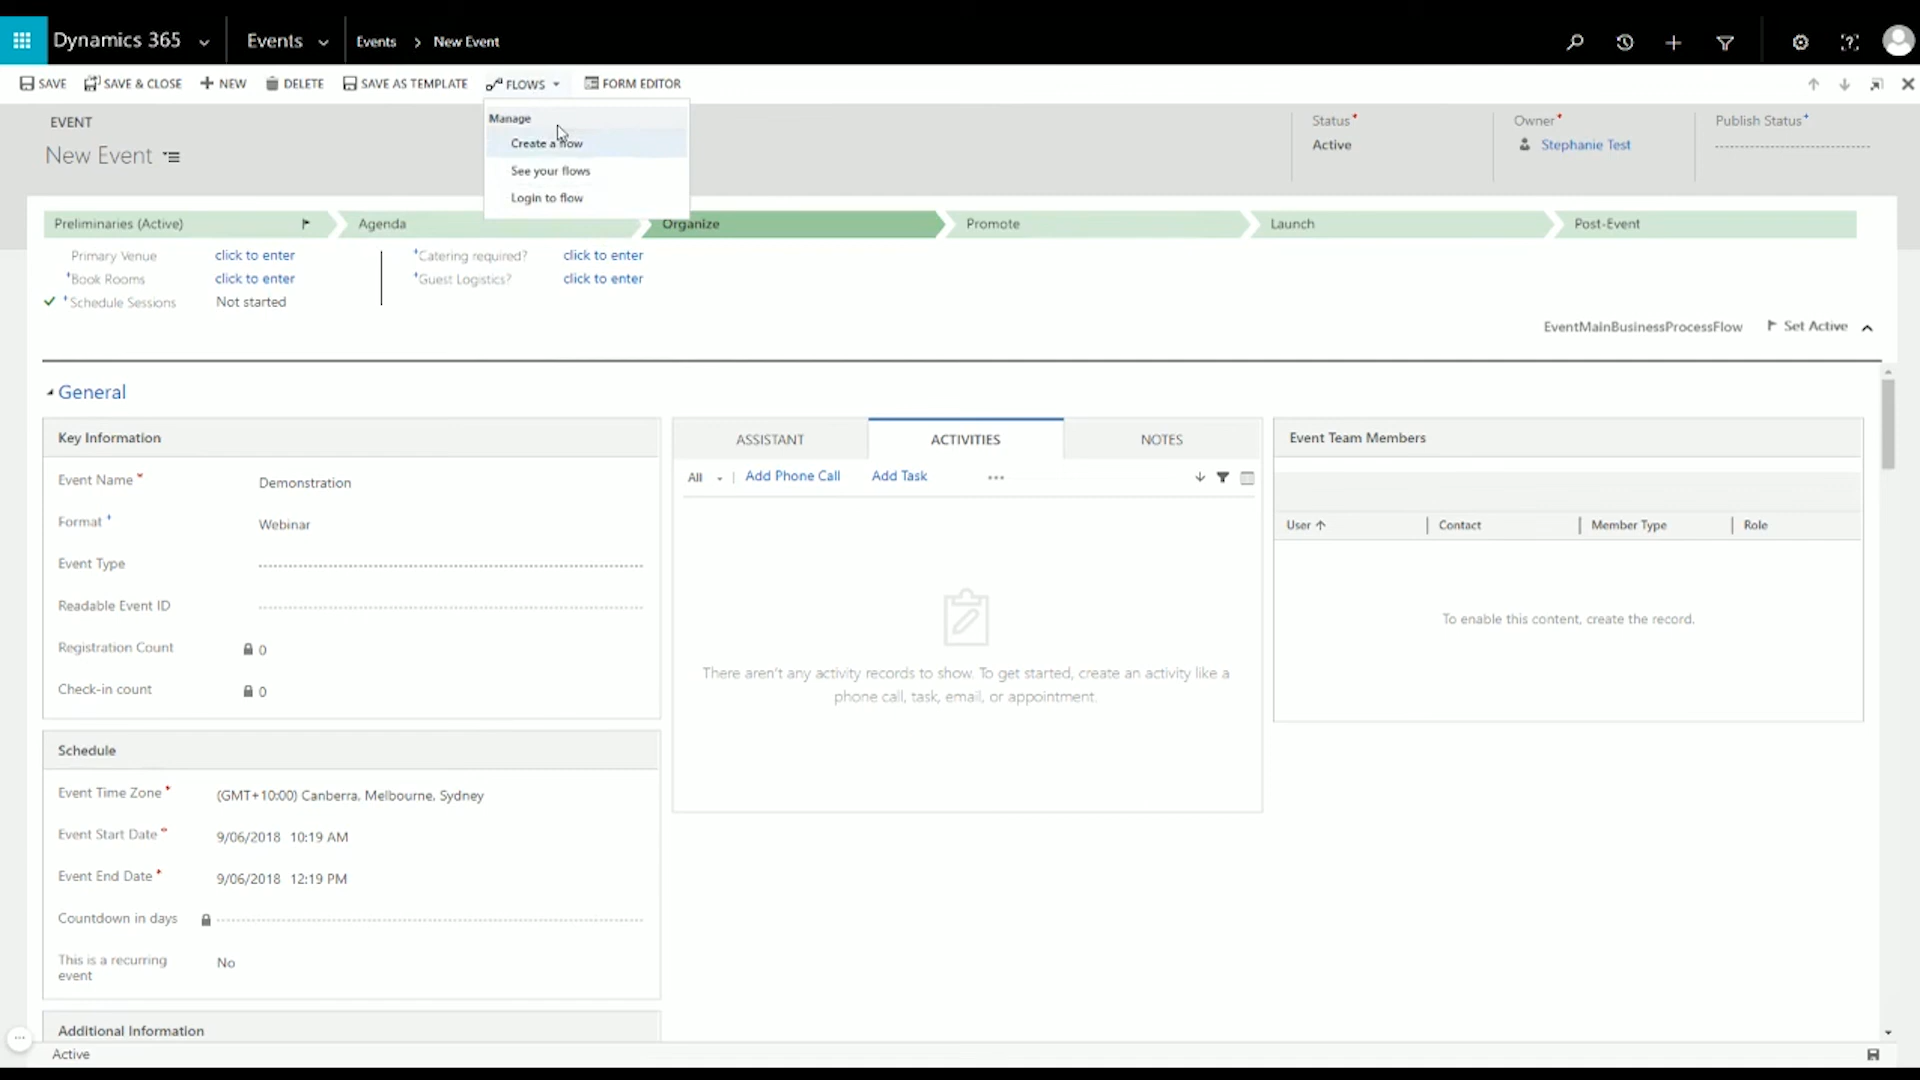 Dynamics 365 Events Events > New Event
SAVE SAVE & CLOSE NEW DELETE SAVE AS TEMPLATE FLOWS FORM EDITOR
Manage
Create a flow
See your flows
Login to flow
EVENT
New Event
Status*
Active
Owner*
Stephanie Test
Publish Status+
Preliminaries (Active) Agenda Organize Promote Launch Post-Event
Primary Venue click to enter +Catering required? click to enter
+Book Rooms click to enter +Guest Logistics? click to enter
+Schedule Sessions Not started
EventMainBusinessProcessFlow Set Active
General
Key Information
Event Name* Demonstration
Format+ Webinar
Event Type
Readable Event ID
Registration Count 0
Check-in count 0
Schedule
Event Time Zone* (GMT+10:00) Canberra, Melbourne, Sydney
Event Start Date* 9/06/2018 10:19 AM
Event End Date* 9/06/2018 12:19 PM
Countdown in days
This is a recurring
event
No
Additional Information
ASSISTANT ACTIVITIES NOTES
All | Add Phone Call Add Task ...
There aren't any activity records to show. To get started, create an activity like a
phone call, task, email, or appointment.
Event Team Members
User Contact Member Type Role
To enable this content, create the record.
Active